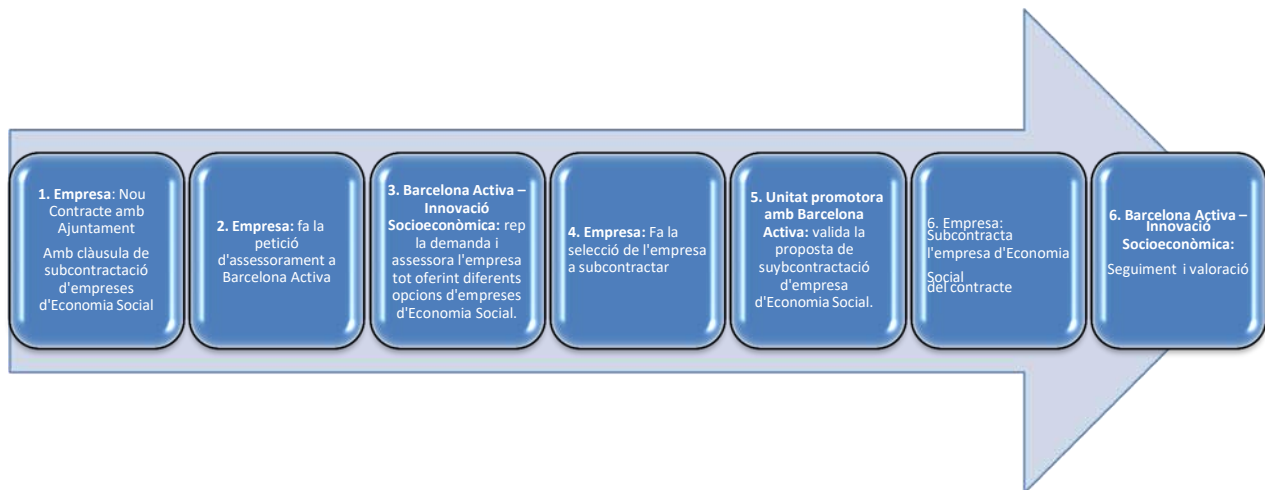 1. Empresa: Nou
Contracte amb
Ajuntament
Amb clàusula de
subcontractació
d'empreses
d'Economia Social
2. Empresa: fa la
petició
d'assessorament a
Barcelona Activa
3. Barcelona Activa –
Innovació
Socioeconòmica: rep
la demanda i
assessora l'empresa
tot oferint diferents
opcions d'empreses
d'Economia Social.
4. Empresa: Fa la
selecció de l'empresa
a subcontractar
5. Unitat promotora
amb Barcelona
Activa: valida la
proposta de
suybcontractació
d'empresa
d'Economia Social.
6. Empresa:
Subcontracta
l'empresa d'Economia
Social
del contracte
6. Barcelona Activa –
Innovació
Socioeconòmica:
Seguiment i valoració